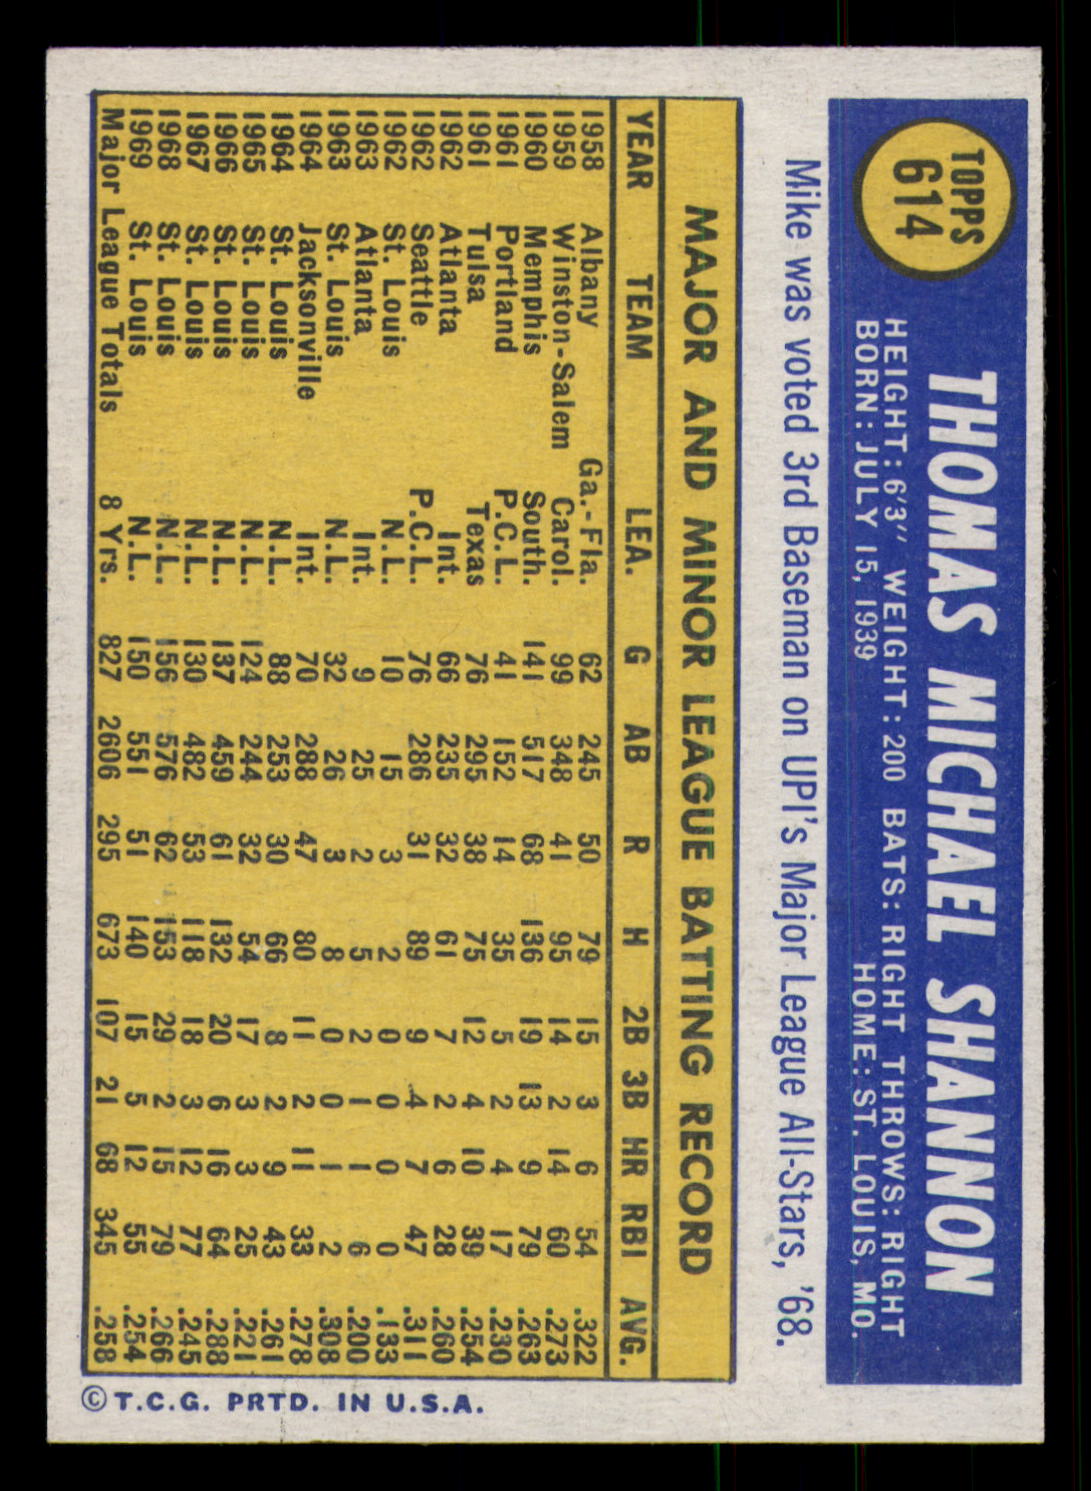 TOPPS
614
THOMAS MICHAEL SHANNON
HEIGHT: 6'3" WEIGHT: 200 BATS: RIGHT THROWS: RIGHT
BORN: JULY 15, 1939 HOME: ST. LOUIS, MO.
Mike was voted 3rd Baseman on UPI's Major League All-Stars, '68.
MAJOR AND MINOR LEAGUE BATTING RECORD
YEAR TEAM LEA. G AB R H 2B 3B HR RBI AVG.
1958 Albany Ga.-Fla. 62 245 50 79 15 3 6 54 .322
1959 Winston-Salem Carol. 99 348 41 95 14 2 14 60 .273
1960 Memphis South. 141 517 68 136 19 13 9 79 .263
1961 Portland P.C.L. 41 152 14 35 5 2 4 17 .230
1961 Tulsa Texas 76 295 38 75 12 4 10 39 .254
1962 Atlanta Int. 66 235 32 61 7 2 6 28 .260
1962 Seattle P.C.L. 76 286 31 89 9 4 7 47 .311
1962 St. Louis N.L. 10 15 3 2 0 0 0 0 .133
1963 Atlanta Int. 9 25 2 5 2 1 1 6 .200
1963 St. Louis N.L. 32 26 3 8 0 0 1 2 .308
1964 Jacksonville Int. 70 288 47 80 11 2 11 33 .278
1964 St. Louis N.L. 88 253 30 66 8 2 9 43 .261
1965 St. Louis N.L. 124 244 32 54 17 3 3 25 .221
1966 St. Louis N.L. 137 459 61 132 20 6 16 64 .288
1967 St. Louis N.L. 130 482 53 118 18 3 12 77 .245
1968 St. Louis N.L. 156 576 62 153 29 2 15 79 .266
1969 St. Louis N.L. 150 551 51 140 15 5 12 55 .254
Major League Totals 8 Yrs. 827 2606 295 673 107 21 68 345 .258
© T.C.G. PRTD. IN U.S.A.